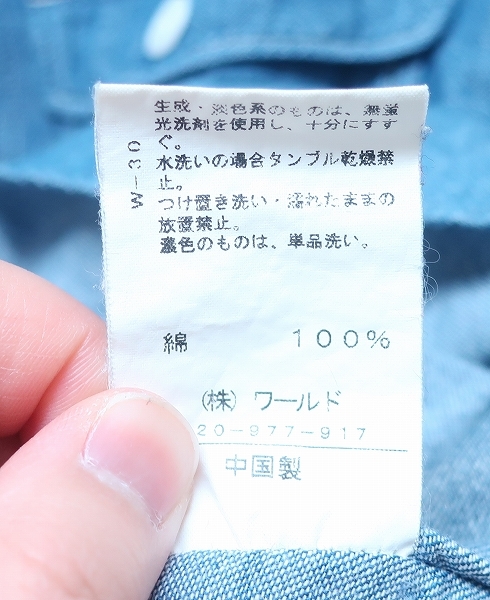 生成・淡色系のものは、無蛍
光洗剤を使用し、十分にすす
ぐ。
水洗いの場合タンブル乾燥禁
止。
つけ置き洗い・濡れたままの
放置禁止。
濃色のものは、単品洗い。
W-30
綿 100%
(株) ワールド
20-977-917
中国製